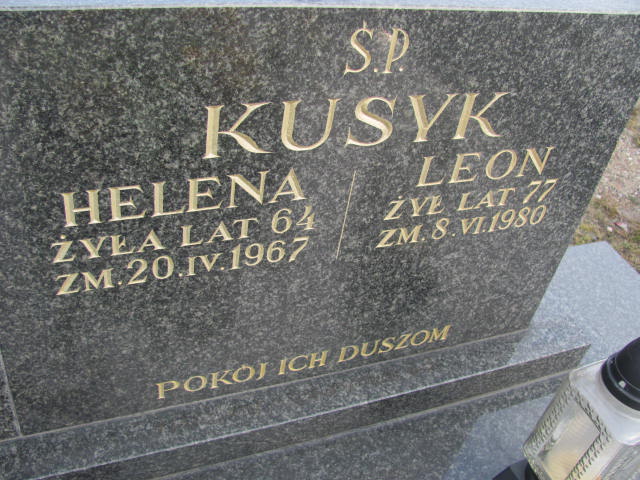 Ś.P.
KUSYK
HELENA
ŻYŁA LAT 64
ZM. 20.IV.1967
LEON
ŻYŁ LAT 77
ZM. 8.VI.1980
POKÓJ ICH DUSZOM